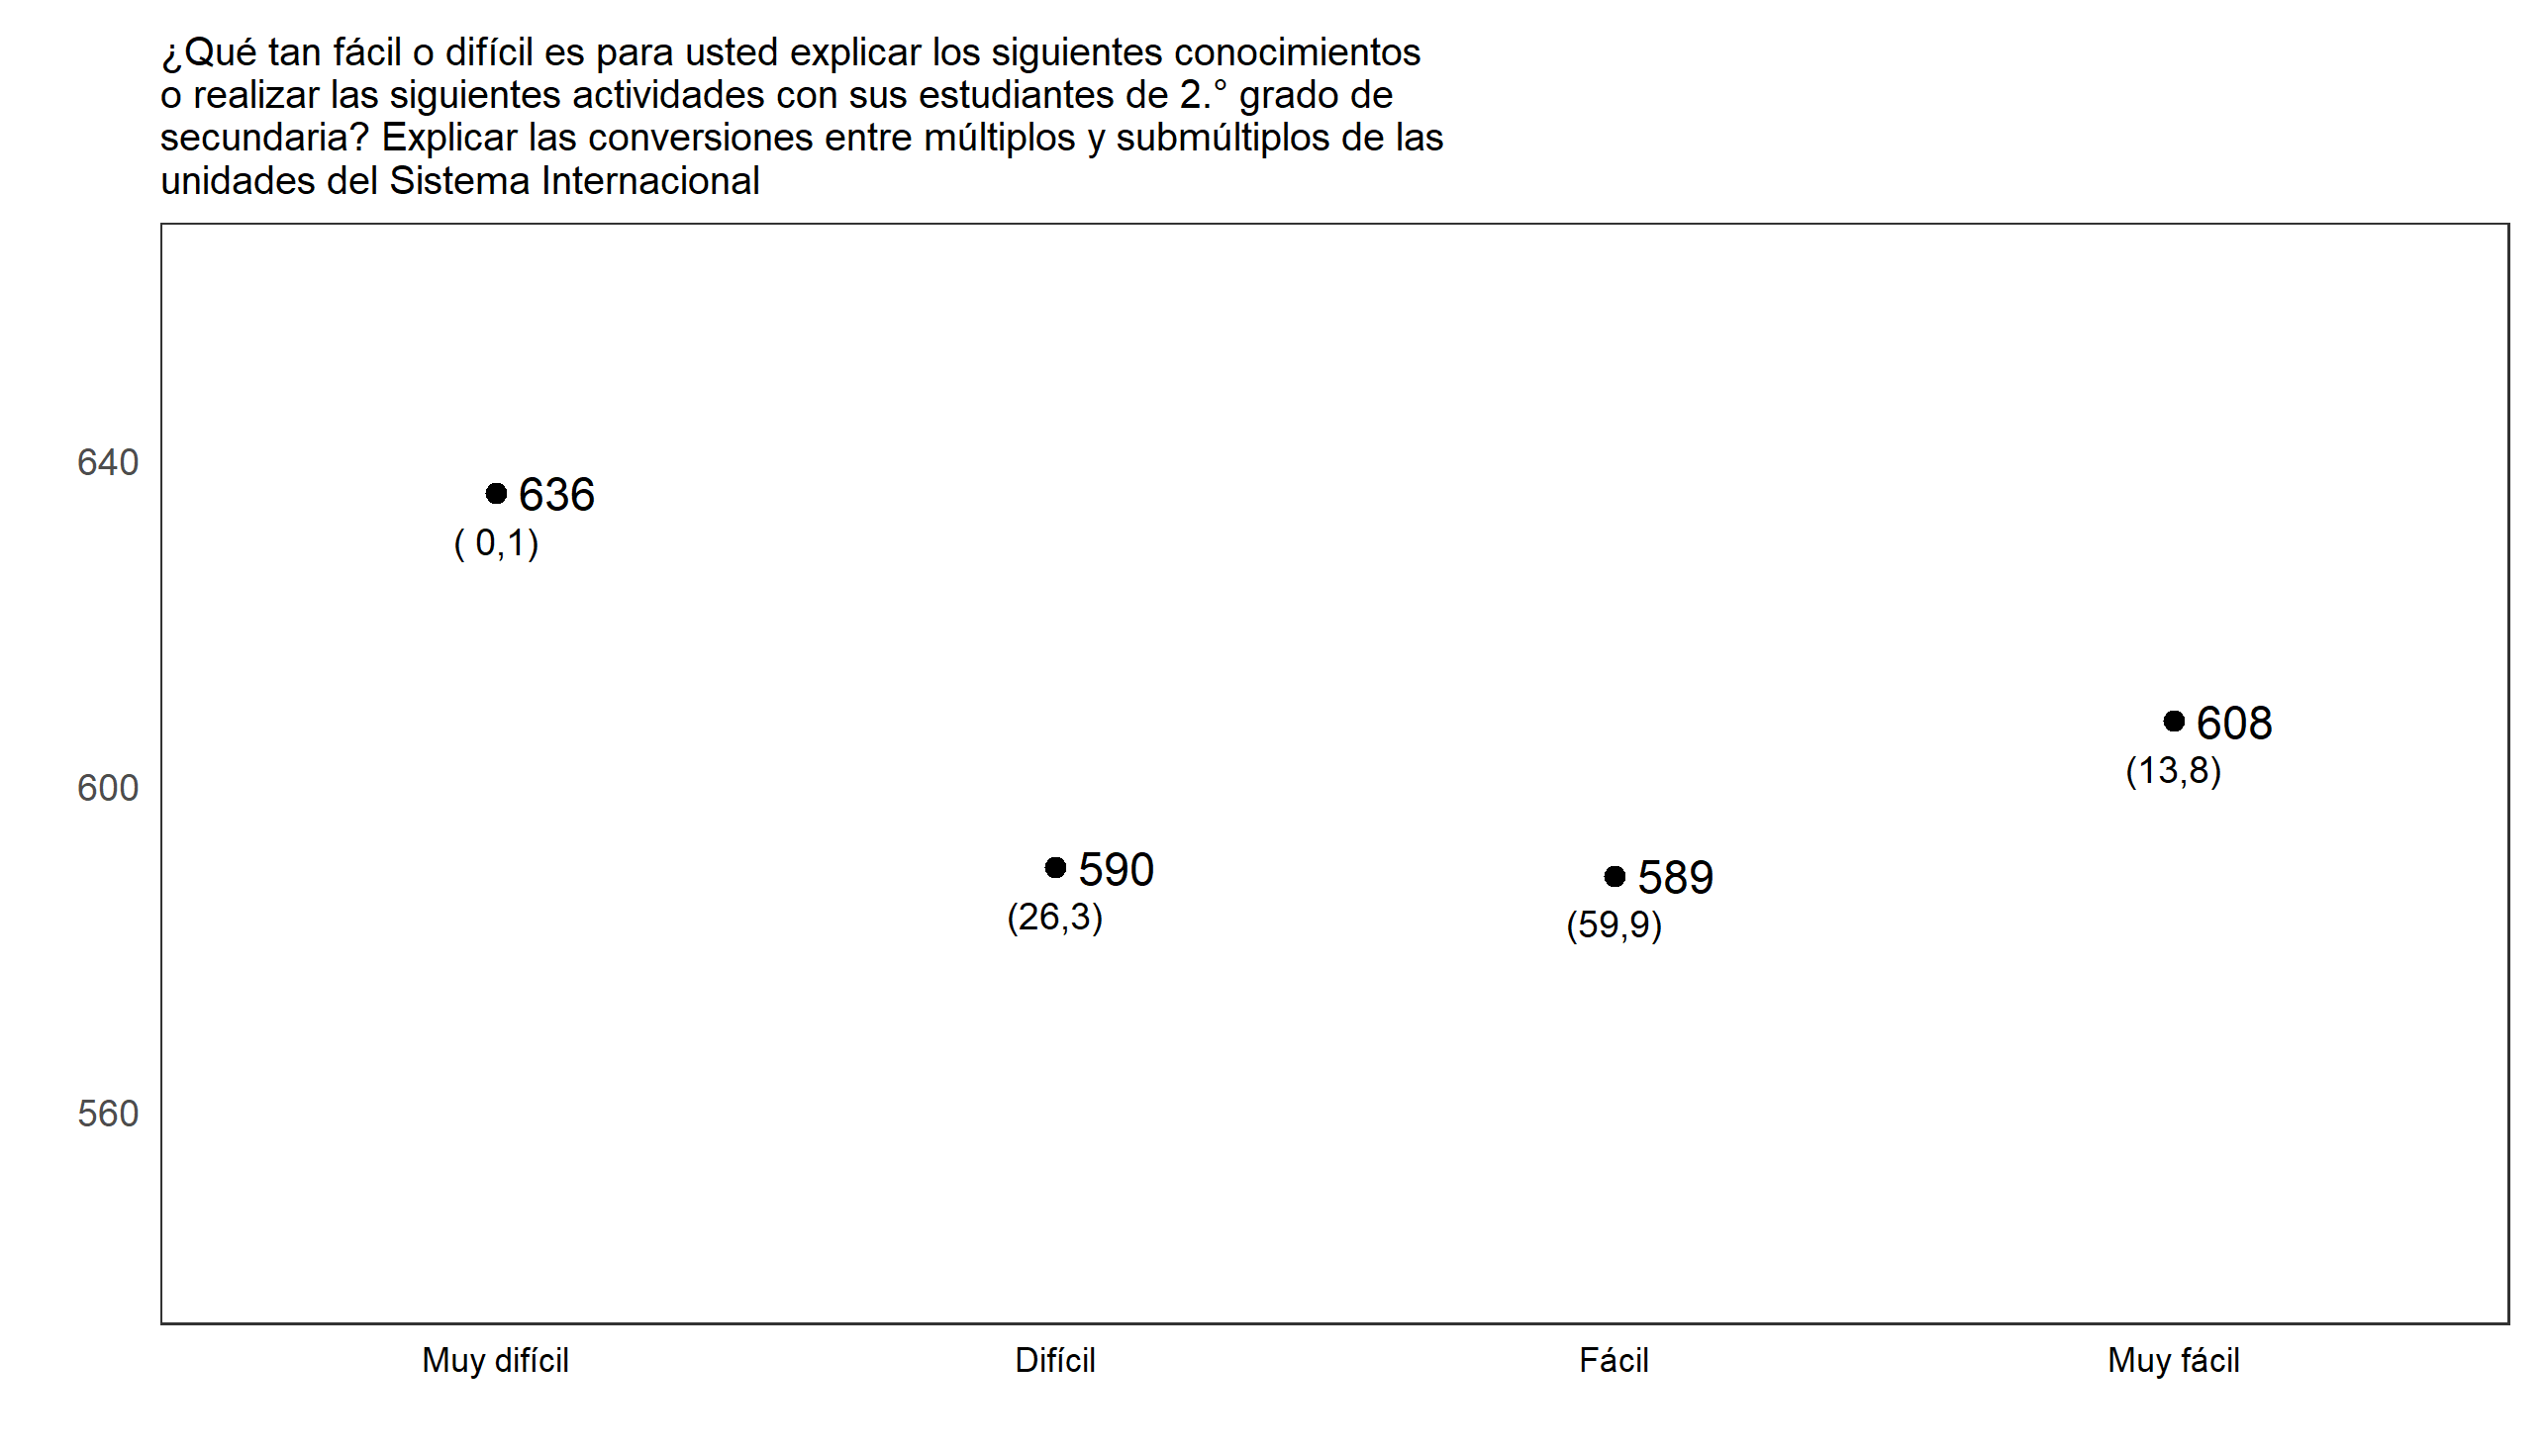 ¿Qué tan fácil o difícil es para usted explicar los siguientes conocimientos
o realizar las siguientes actividades con sus estudiantes de 2.° grado de
secundaria? Explicar las conversiones entre múltiplos y submúltiplos de las
unidades del Sistema Internacional
640
636
( 0,1)
608
600
(13,8)
590
589
(26,3)
(59,9)
560
Muy difícil
Difícil
Fácil
Muy fácil